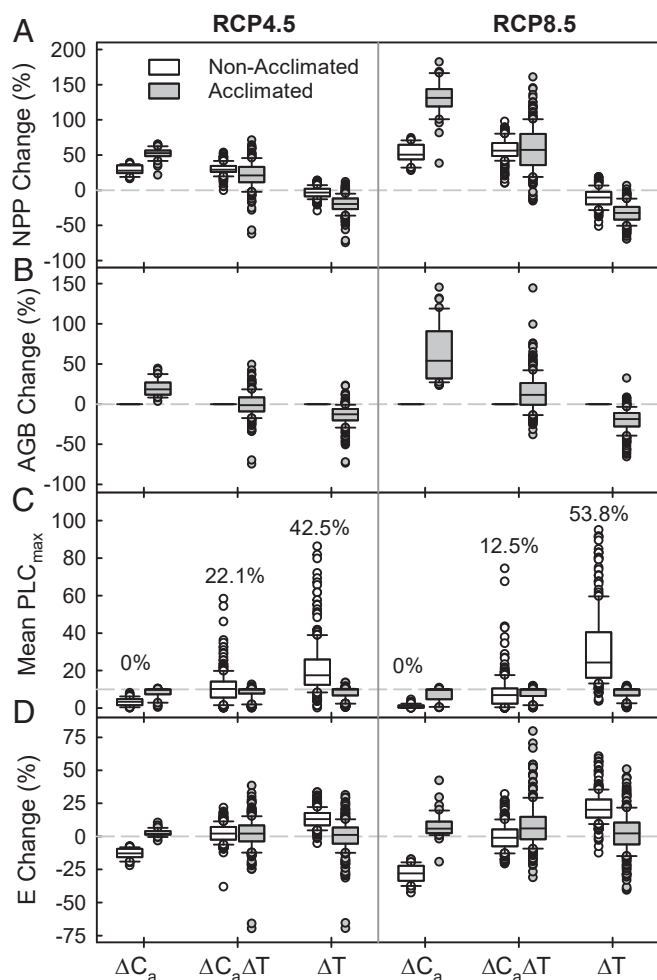 RCP4.5 RCP8.5
A
NPP Change (%)
200
150
100
50
0
-50
-100
Non-Acclimated
Acclimated
B
AGB Change (%)
150
100
50
0
-50
-100
C
Mean PLCmax
100
80
60
40
20
0
0%
22.1%
42.5%
0%
12.5%
53.8%
D
E Change (%)
75
50
25
0
-25
-50
-75
ΔCa ΔCaΔT ΔT ΔCa ΔCaΔT ΔT